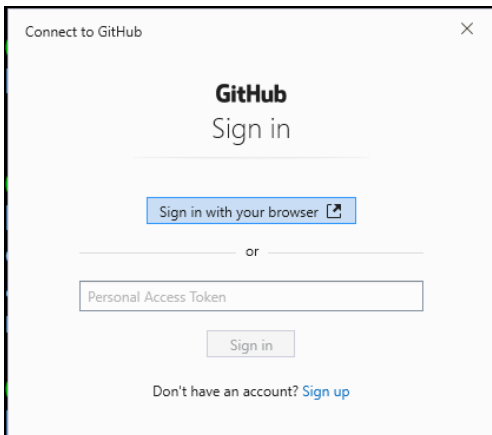 Connect to GitHub
GitHub
Sign in
Sign in with your browser
or
Personal Access Token
Sign in
Don't have an account? Sign up